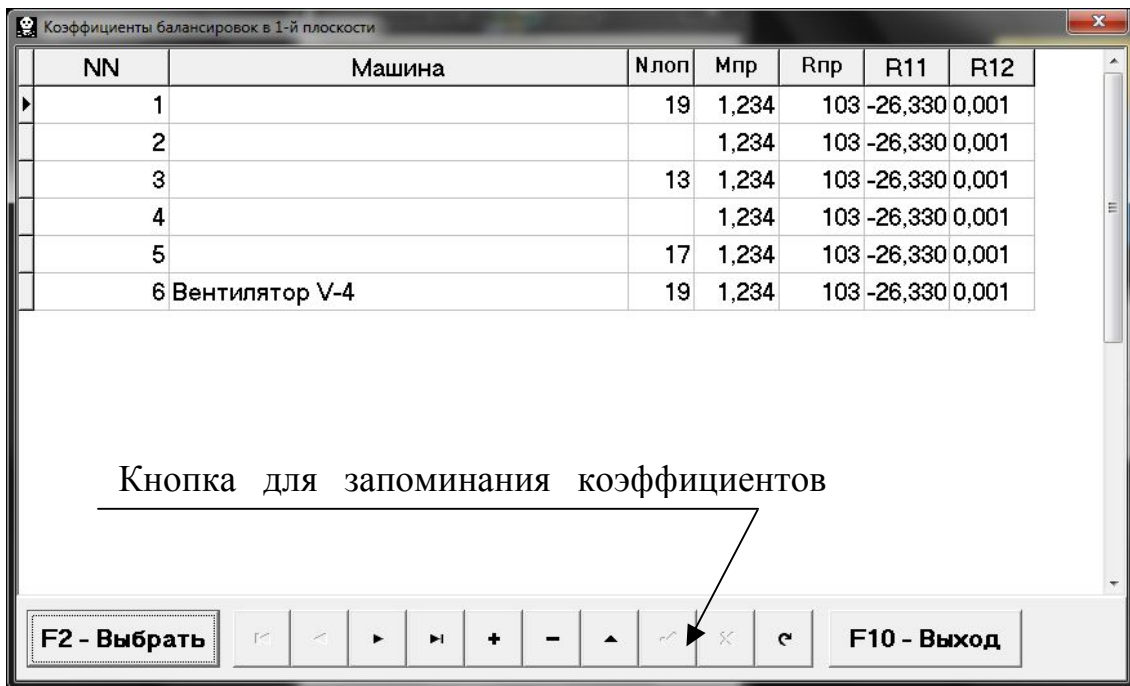 Коэффициенты балансировок в 1-й плоскости
NN Машина Nлоп Мпр Rпр R11 R12
1 19 1,234 103 -26,330 0,001
2 1,234 103 -26,330 0,001
3 13 1,234 103 -26,330 0,001
4 1,234 103 -26,330 0,001
5 17 1,234 103 -26,330 0,001
6 Вентилятор V-4 19 1,234 103 -26,330 0,001
Кнопка для запоминания коэффициентов
F2 - Выбрать F10 - Выход